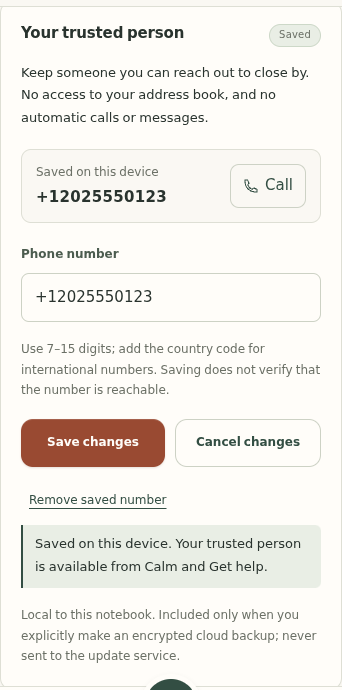 Your trusted person
Saved
Keep someone you can reach out to close by.
No access to your address book, and no
automatic calls or messages.
Saved on this device
+12025550123
Call
Phone number
+12025550123
Use 7–15 digits; add the country code for
international numbers. Saving does not verify that
the number is reachable.
Save changes
Cancel changes
Remove saved number
Saved on this device. Your trusted person
is available from Calm and Get help.
Local to this notebook. Included only when you
explicitly make an encrypted cloud backup; never
sent to the update service.